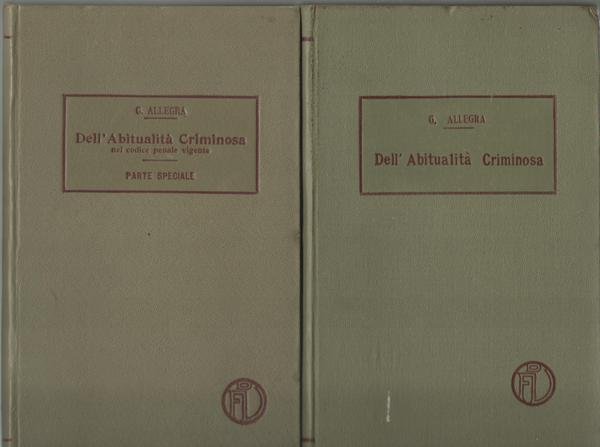 G. ALLEGRA
Dell'Abitualità Criminosa
nel codice penale vigente
PARTE SPECIALE
G. ALLEGRA
Dell'Abitualità Criminosa